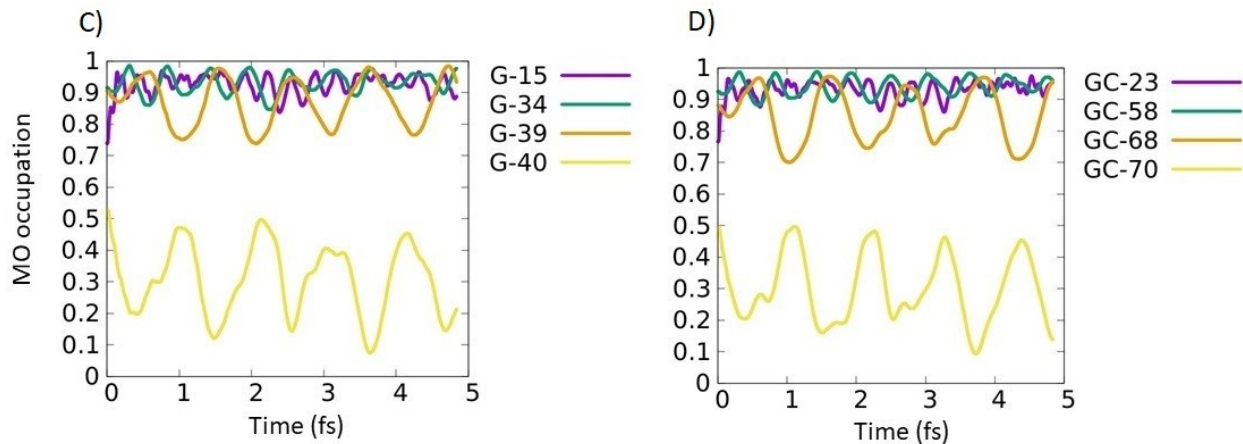 C)
1
0.9
0.8
0.7
0.6
0.5
0.4
0.3
0.2
0.1
0
MO occupation
0 1 2 3 4 5
Time (fs)
G-15
G-34
G-39
G-40
D)
1
0.9
0.8
0.7
0.6
0.5
0.4
0.3
0.2
0.1
0
0 1 2 3 4 5
Time (fs)
GC-23
GC-58
GC-68
GC-70